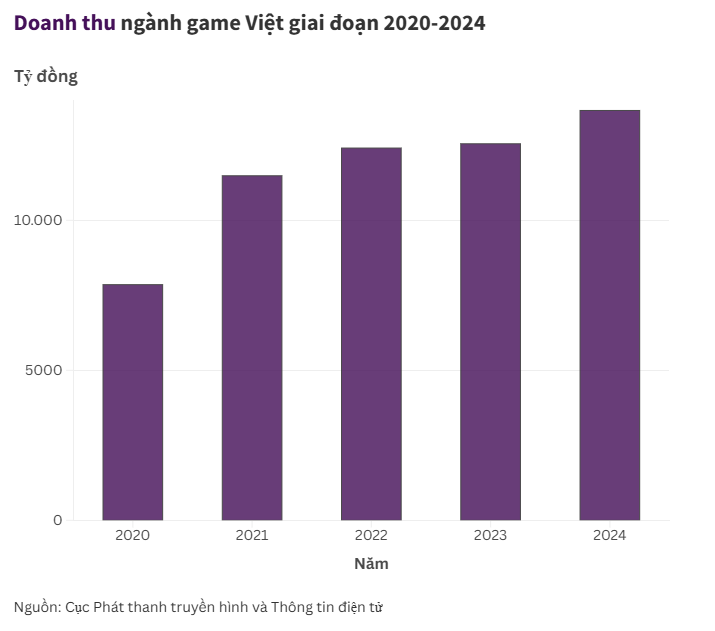 Doanh thu ngành game Việt giai đoạn 2020-2024
Tỷ đồng
10.000
5000
0
2020 2021 2022 2023 2024
Năm
Nguồn: Cục Phát thanh truyền hình và Thông tin điện tử